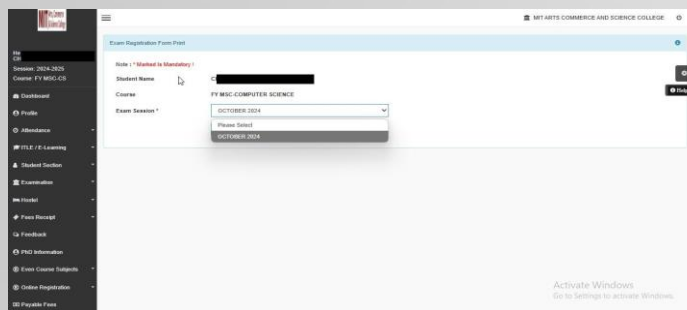 MIT ARTS COMMERCE AND SCIENCE COLLEGE
Session: 2024-2025
Course: FY MSC-CS
Dashboard
Profile
Attendance
ITLE / E-Learning
Student Section
Examination
Hostel
Fees Receipt
Feedback
PhD Information
Even Course Subjects
Online Registration
Payable Fees
Exam Registration Form Print
Note : * Marked Is Mandatory !
Student Name
Course FY MSC-COMPUTER SCIENCE
Exam Session * OCTOBER 2024
Please Select
OCTOBER 2024
Help
Activate Windows
Go to Settings to activate Windows.